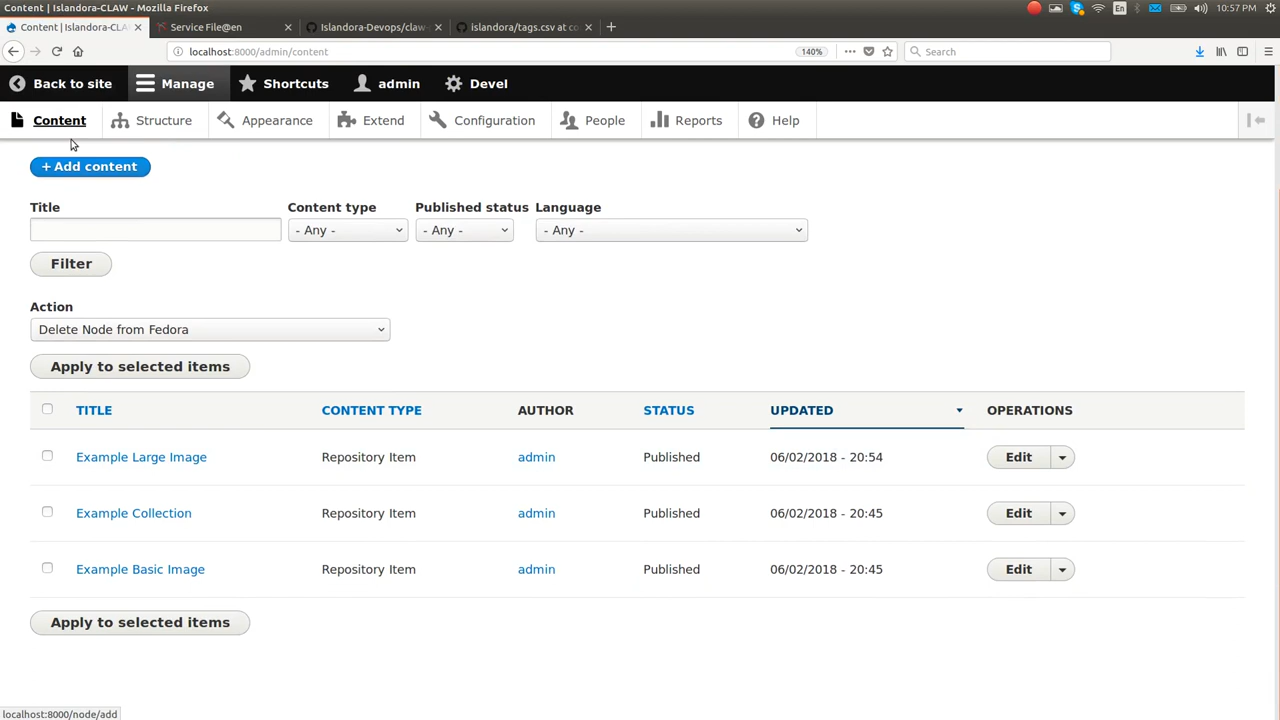 Content | Islandora-CLAW - Mozilla Firefox
En
10:57 PM
Content | Islandora-CLA
Service File@en
Islandora-Devops/claw-
islandora/tags.csv at co
localhost:8000/admin/content
140%
Search
Back to site
Manage
Shortcuts
admin
Devel
Content
Structure
Appearance
Extend
Configuration
People
Reports
Help
+ Add content
Title
Content type
Published status
Language
- Any -
- Any -
- Any -
Filter
Action
Delete Node from Fedora
Apply to selected items
TITLE CONTENT TYPE AUTHOR STATUS UPDATED OPERATIONS
Example Large Image Repository Item admin Published 06/02/2018 - 20:54 Edit
Example Collection Repository Item admin Published 06/02/2018 - 20:45 Edit
Example Basic Image Repository Item admin Published 06/02/2018 - 20:45 Edit
Apply to selected items
localhost:8000/node/add